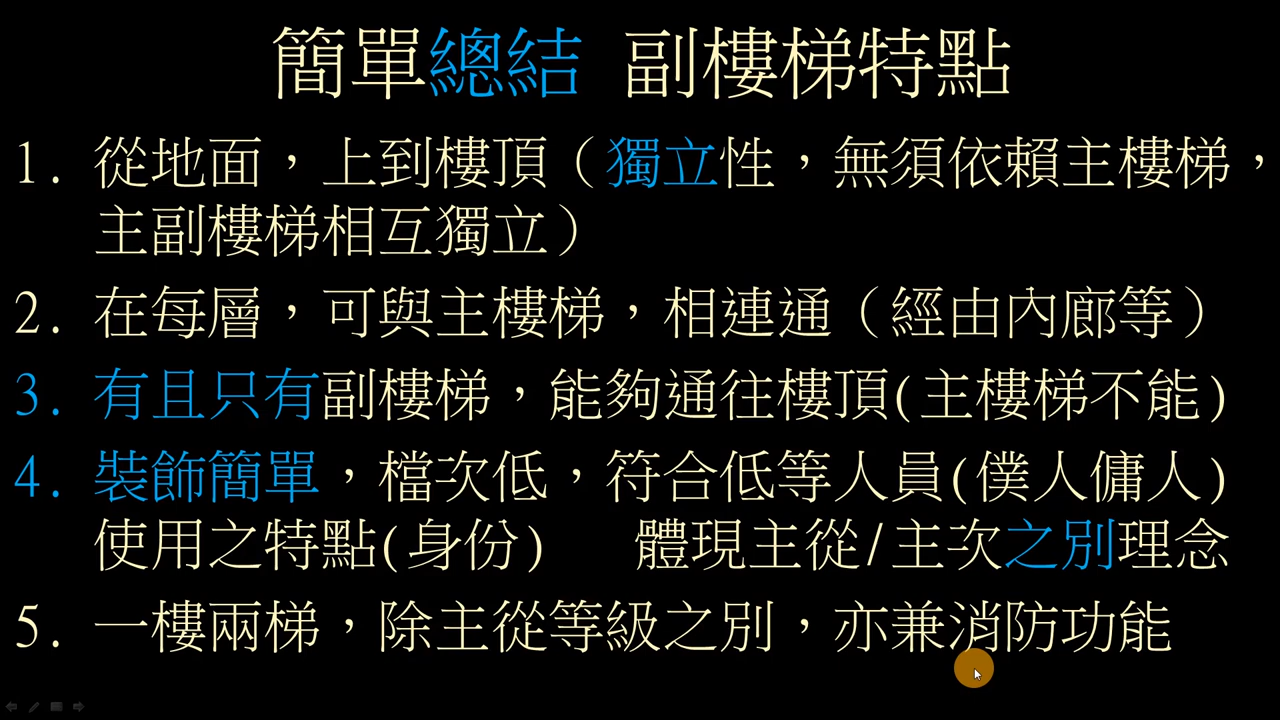 簡單總結 副樓梯特點
1. 從地面，上到樓頂（獨立性，無須依賴主樓梯，
主副樓梯相互獨立）
2. 在每層，可與主樓梯，相連通（經由內廊等）
3. 有且只有副樓梯，能夠通往樓頂(主樓梯不能)
4. 裝飾簡單，檔次低，符合低等人員(僕人傭人)
使用之特點(身份) 體現主從/主次之別理念
5. 一樓兩梯，除主從等級之別，亦兼消防功能